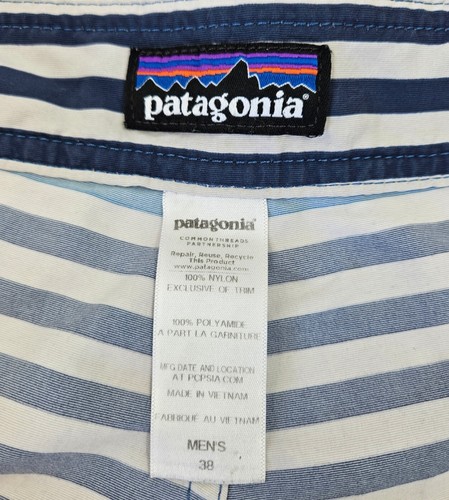 patagonia®
patagonia®
COMMON THREADS
PARTNERSHIP
Repair, Reuse, Recycle
This Product
www.patagonia.com
100% NYLON
EXCLUSIVE OF TRIM
100% POLYAMIDE
A PART LA GARNITURE
MFG.DATE AND LOCATION
AT PCPSIA.COM
MADE IN VIETNAM
FABRIQUE AU VIETNAM
MEN'S
38